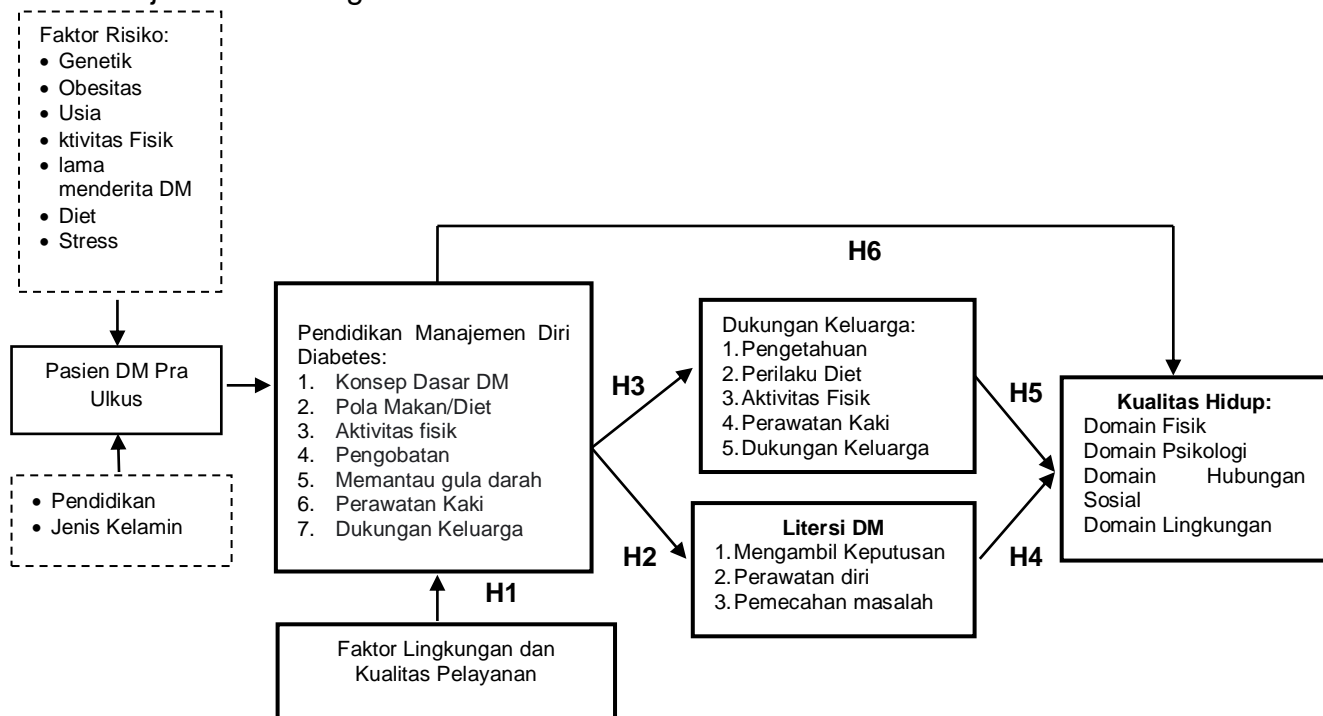 Faktor Risiko:
• Genetik
• Obesitas
• Usia
• ktivitas Fisik
• lama
menderita DM
• Diet
• Stress
Pasien DM Pra
Ulkus
• Pendidikan
• Jenis Kelamin
Pendidikan Manajemen Diri
Diabetes:
1. Konsep Dasar DM
2. Pola Makan/Diet
3. Aktivitas fisik
4. Pengobatan
5. Memantau gula darah
6. Perawatan Kaki
7. Dukungan Keluarga
H1
Faktor Lingkungan dan
Kualitas Pelayanan
H6
H3
H2
Dukungan Keluarga:
1. Pengetahuan
2. Perilaku Diet
3. Aktivitas Fisik
4. Perawatan Kaki
5. Dukungan Keluarga
Litersi DM
1. Mengambil Keputusan
2. Perawatan diri
3. Pemecahan masalah
H5
H4
Kualitas Hidup:
Domain Fisik
Domain Psikologi
Domain Hubungan
Sosial
Domain Lingkungan